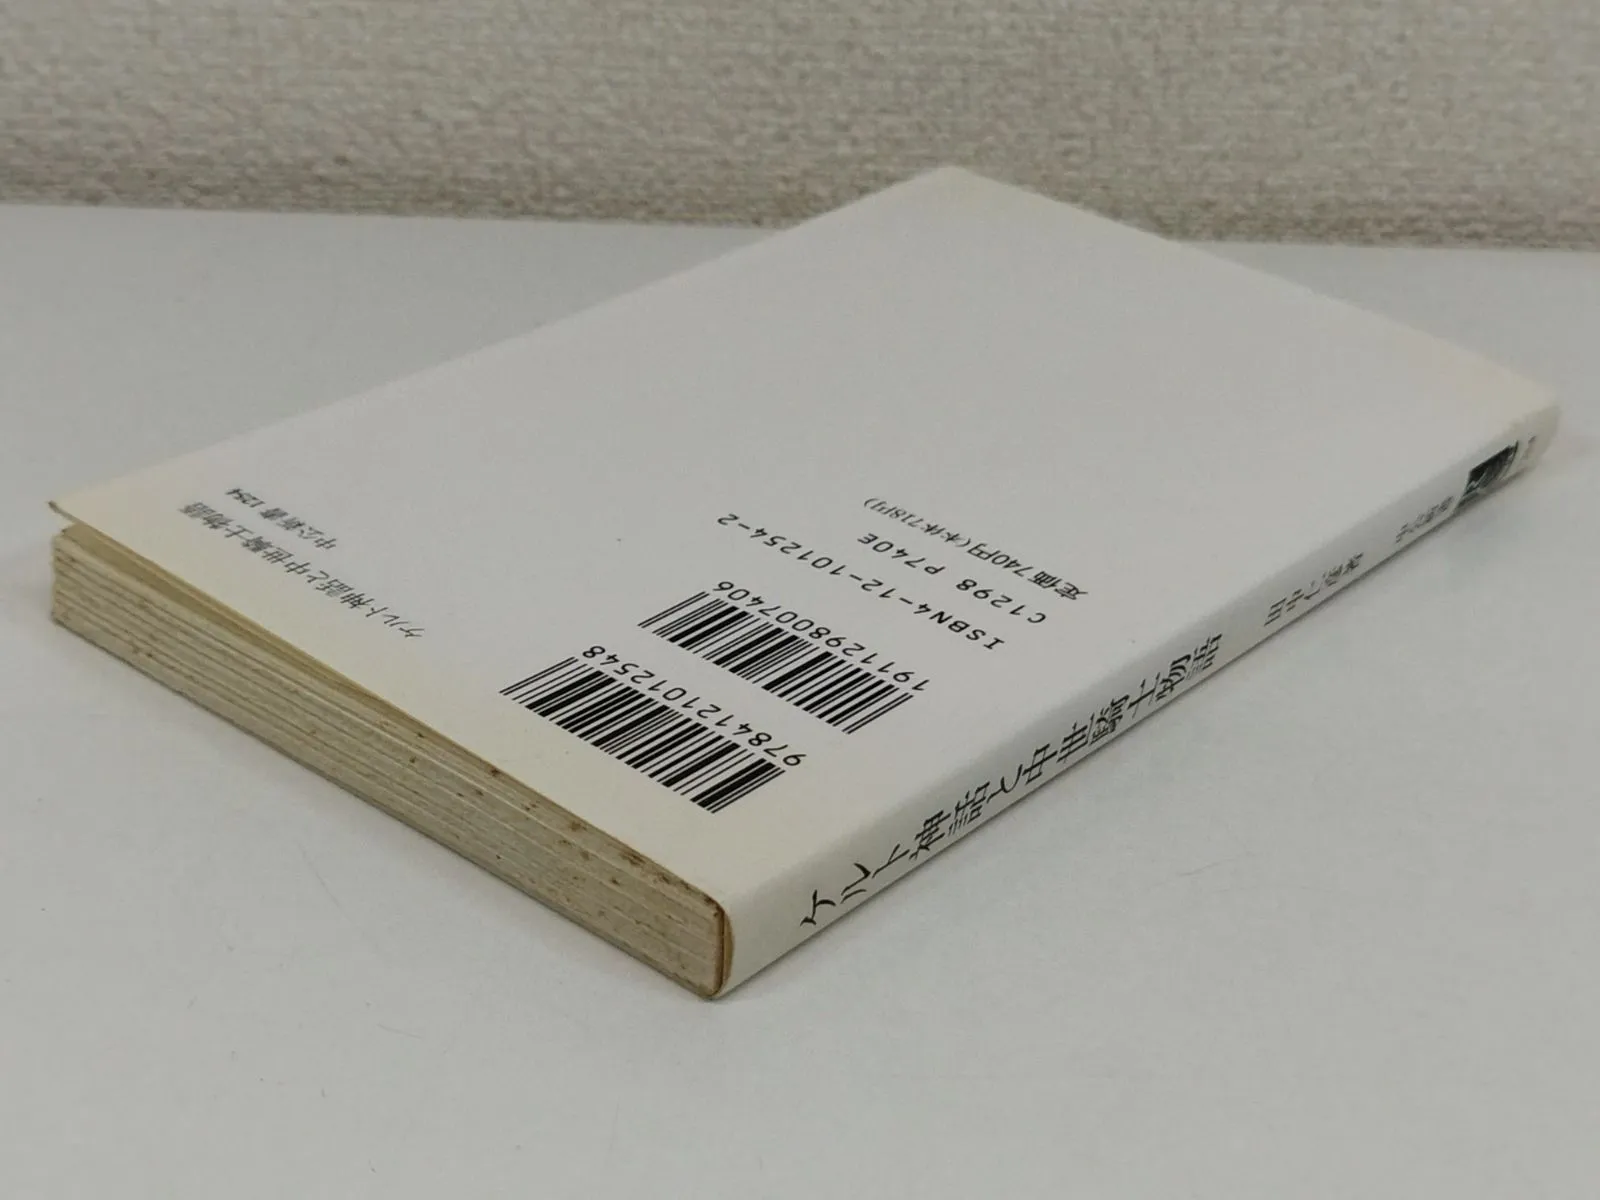 ケルト神話と中世騎士物語
中公新書 1254
9784121012548
1911298007406
ISBN4-12-101254-2
C1298 P740E
定価740円(本体718円)
ケルト神話と中世騎士物語
田中仁彦著
中公新書